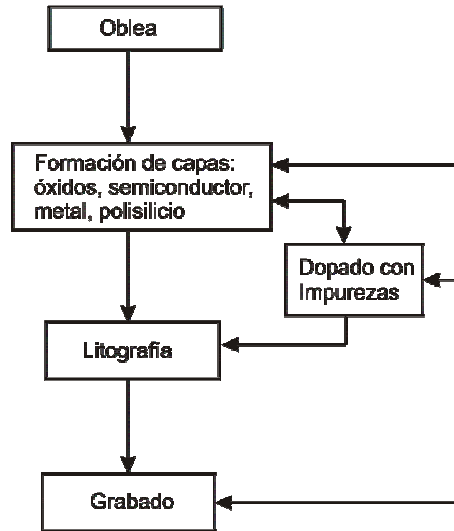 Oblea
Formación de capas:
óxidos, semiconductor,
metal, polisilicio
Dopado con
Impurezas
Litografía
Grabado